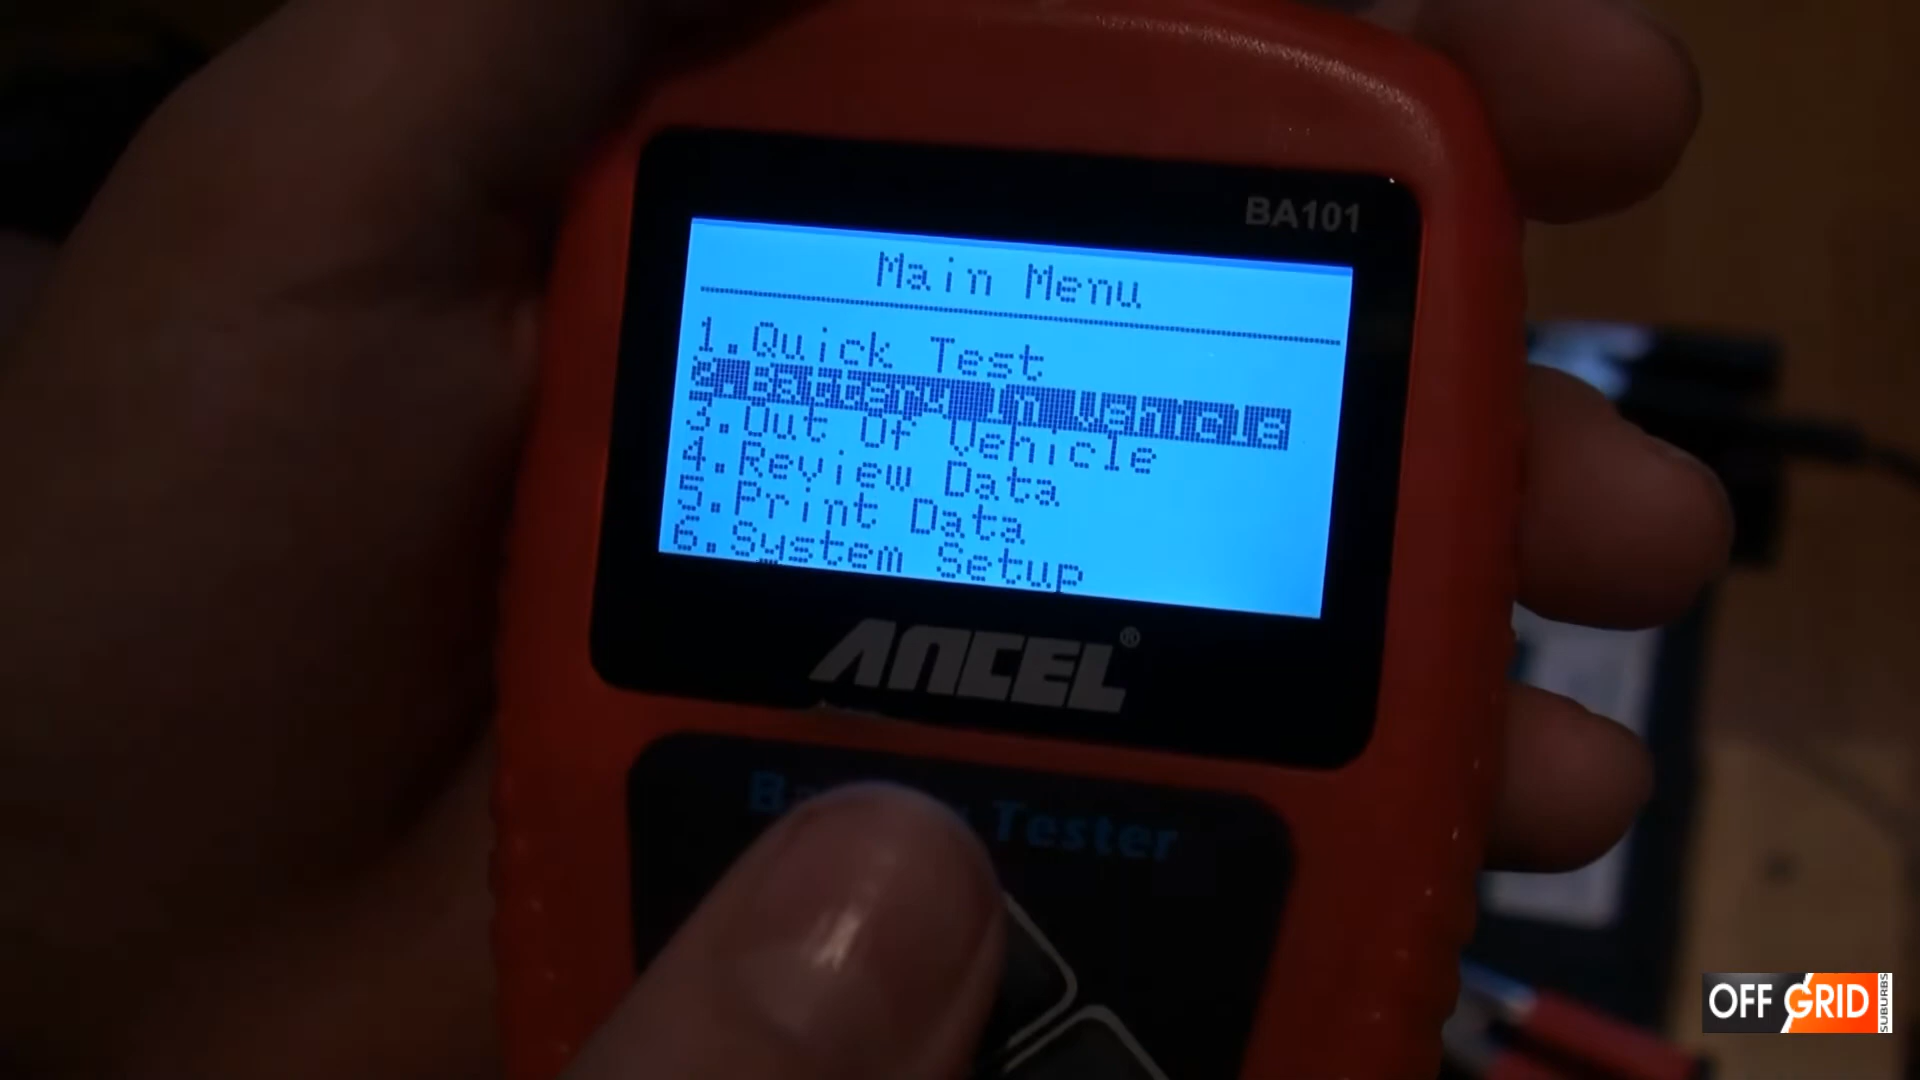 BA101
Main Menu
1.Quick Test
2.Battery In Vehicle
3.Out Of Vehicle
4.Review Data
5.Print Data
6.System Setup
ANCEL®
Tester
OFF GRID
SUBURBS